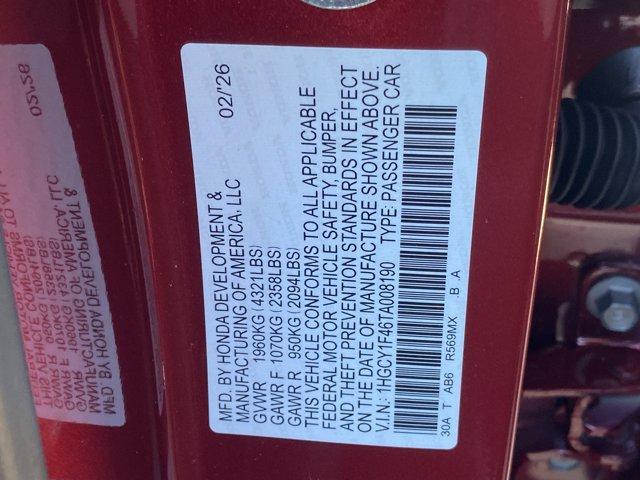 MFD. BY HONDA DEVELOPMENT & 02/'26
MANUFACTURING OF AMERICA, LLC
GVWR 1960KG (4321LBS)
GAWR F 1070KG (2358LBS)
GAWR R 950KG (2094LBS)
THIS VEHICLE CONFORMS TO ALL APPLICABLE
FEDERAL MOTOR VEHICLE SAFETY, BUMPER,
AND THEFT PREVENTION STANDARDS IN EFFECT
ON THE DATE OF MANUFACTURE SHOWN ABOVE.
V.I.N.: 1HGCY1F46TA008190 TYPE: PASSENGER CAR
30A T AB6 R569MX B A